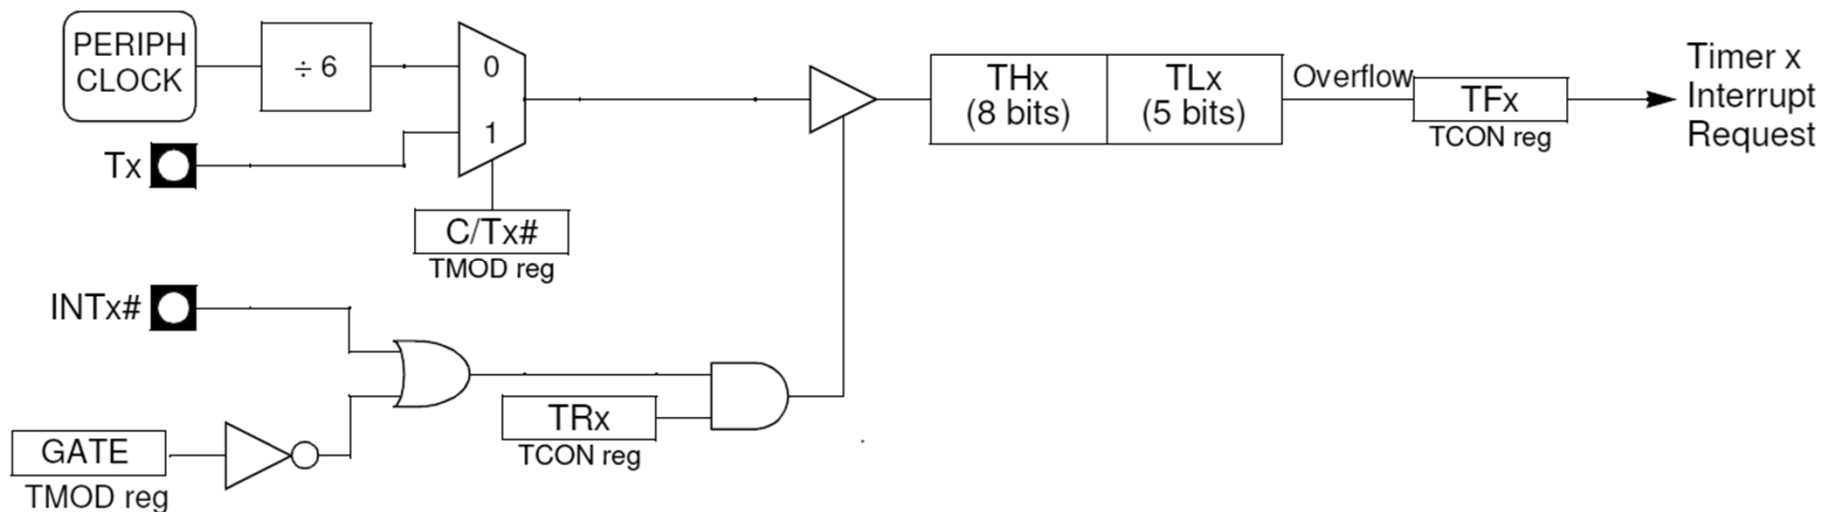 PERIPH
CLOCK
÷ 6
0
1
Tx
C/Tx#
TMOD reg
THx
(8 bits)
TLx
(5 bits)
Overflow
TFx
TCON reg
Timer x
Interrupt
Request
INTx#
GATE
TMOD reg
TRx
TCON reg